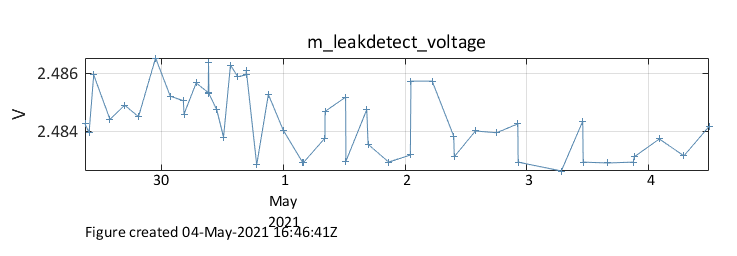 m_leakdetect_voltage
2.486
V
2.484
30 1 2 3 4
May
2021
Figure created 04-May-2021 16:46:41Z